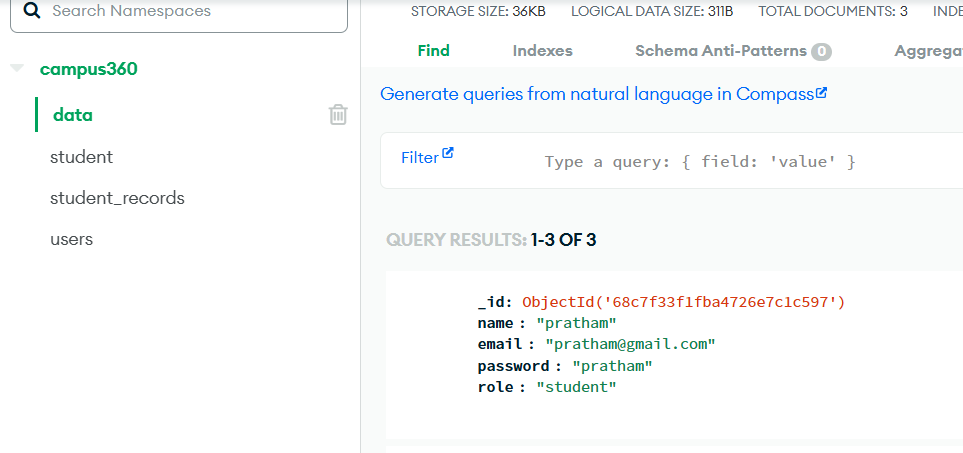 Search Namespaces
campus360
data
student
student_records
users
STORAGE SIZE: 36KB LOGICAL DATA SIZE: 311B TOTAL DOCUMENTS: 3 INDE
Find Indexes Schema Anti-Patterns 0 Aggrega
Generate queries from natural language in Compass
Filter Type a query: { field: 'value' }
QUERY RESULTS: 1-3 OF 3
_id: ObjectId('68c7f33f1fba4726e7c1c597')
name : "pratham"
email : "pratham@gmail.com"
password : "pratham"
role : "student"